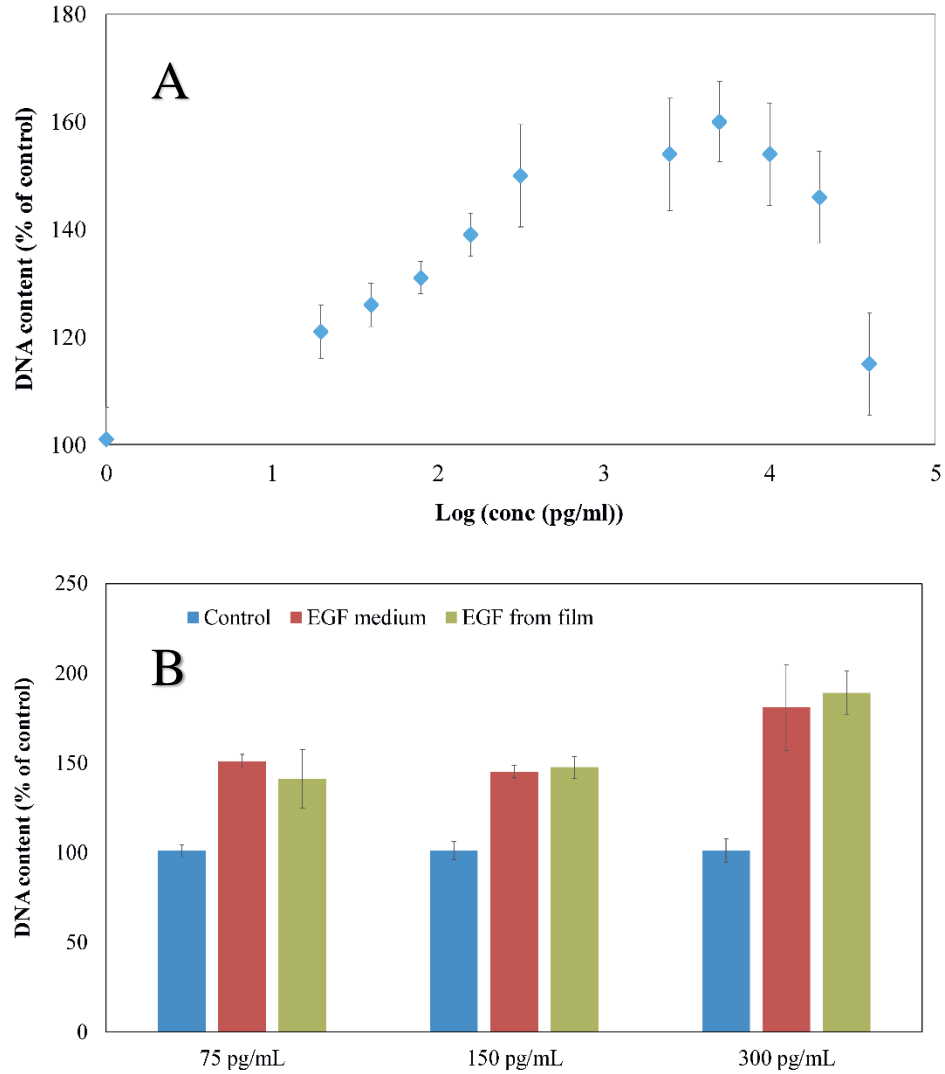 A
180
160
140
120
100
0
1
2
3
4
5
DNA content (% of control)
Log (conc (pg/ml))
B
Control
EGF medium
EGF from film
250
200
150
100
50
0
DNA content (% of control)
75 pg/mL
150 pg/mL
300 pg/mL